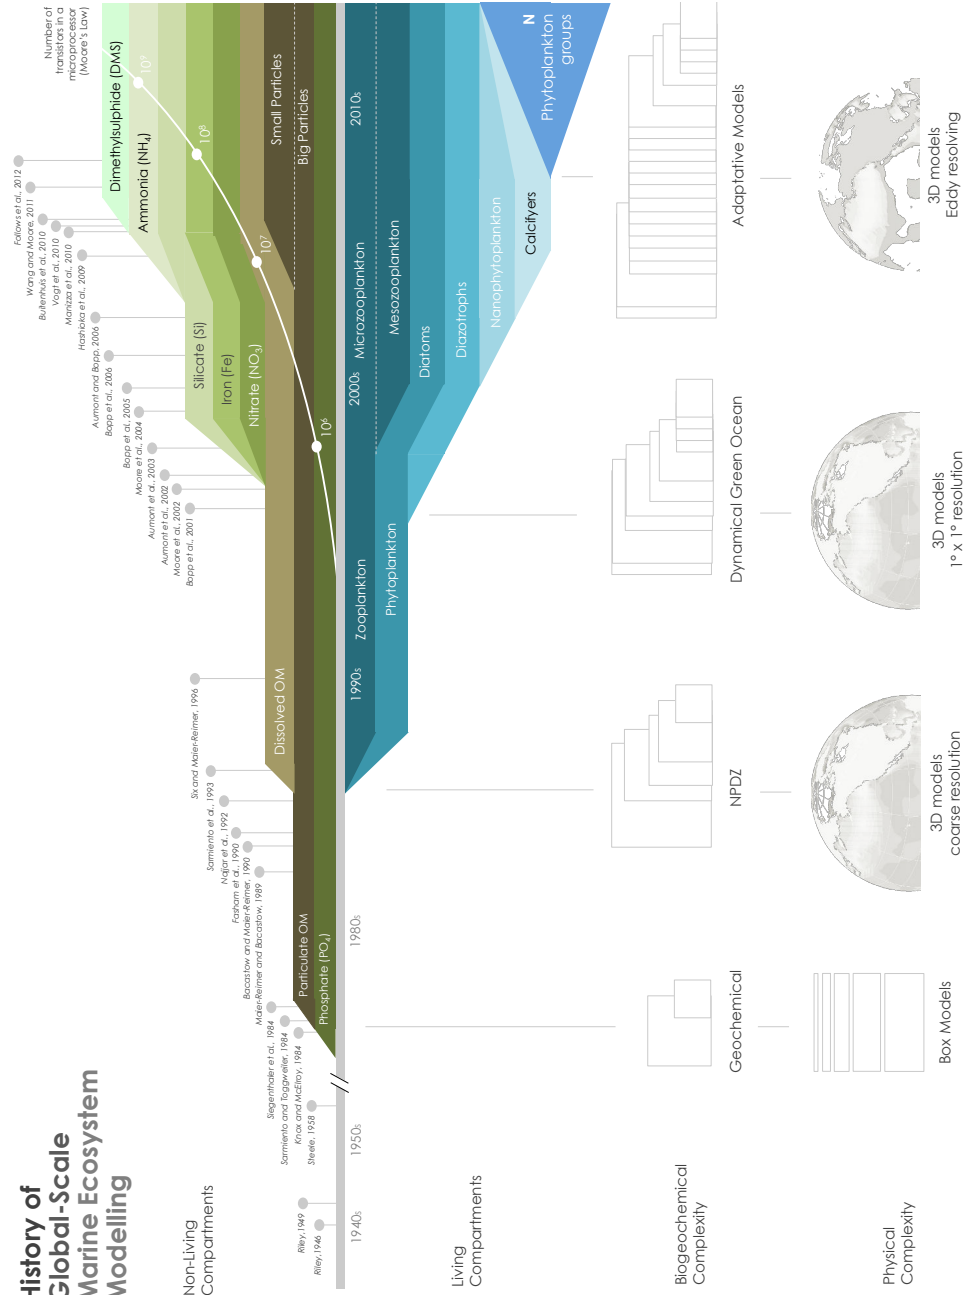 History of
Global-Scale
Marine Ecosystem
Modelling
Non-Living
Compartments
Riley, 1946
Riley, 1949
Steele, 1958
Knox and McElroy, 1984
Sarmiento and Toggweiler, 1984
Siegenthaler et al., 1984
Maier-Reimer and Bacastow, 1989
Bacastow and Maier-Reimer, 1990
Fasham et al., 1990
Najjar et al., 1992
Sarmiento et al., 1993
Six and Maier-Reimer, 1996
Bopp et al., 2001
Moore et al., 2002
Aumont et al., 2002
Aumont et al., 2003
Moore et al., 2004
Bopp et al., 2005
Bopp et al., 2006
Aumont and Bopp, 2006
Hashioka et al., 2009
Manizza et al., 2010
Vogt et al., 2010
Buitenhuis et al., 2010
Wang and Moore, 2011
Follows et al., 2012
Number of
transistors in a
microprocessor
(Moore's Law)
Dimethylsulphide (DMS)
Ammonia (NH4)
Silicate (Si)
Iron (Fe)
Nitrate (NO3)
Dissolved OM
Small Particles
Big Particles
Particulate OM
Phosphate (PO4)
10⁶
10⁷
10⁸
10⁹
1940s
1950s
1980s
1990s
2000s
2010s
Living
Compartments
Zooplankton
Phytoplankton
Microzooplankton
Mesozooplankton
Diatoms
Diazotrophs
Nanophytoplankton
Calcifyers
N
Phytoplankton
groups
Biogeochemical
Complexity
Geochemical
NPDZ
Dynamical Green Ocean
Adaptative Models
Physical
Complexity
Box Models
3D models
coarse resolution
3D models
1° x 1° resolution
3D models
Eddy resolving